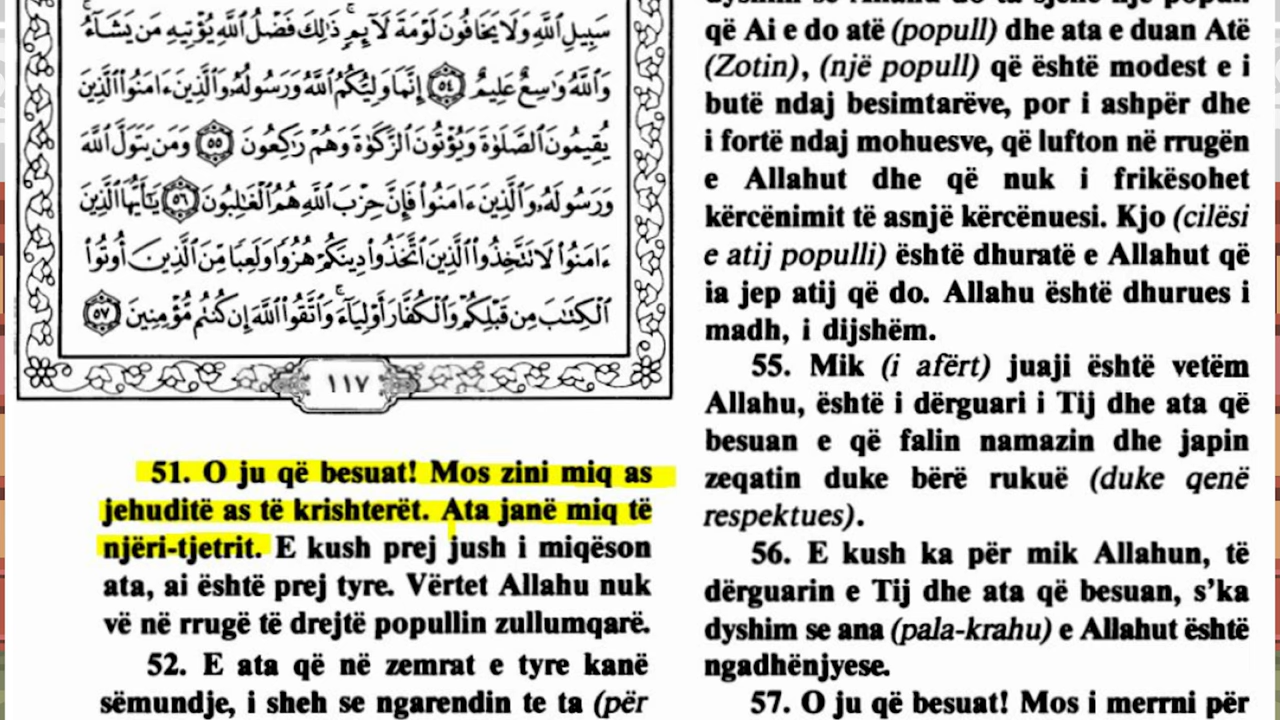 سَبِيلِ ٱللَّهِ وَلَا يَخَافُونَ لَوْمَةَ لَآئِمٍ ۚ ذَٰلِكَ فَضْلُ ٱللَّهِ يُؤْتِيهِ مَن يَشَآءُ ۚ
وَٱللَّهُ وَٰسِعٌ عَلِيمٌ ٥٤ إِنَّمَا وَلِيُّكُمُ ٱللَّهُ وَرَسُولُهُۥ وَٱلَّذِينَ ءَامَنُوا۟ ٱلَّذِينَ
يُقِيمُونَ ٱلصَّلَوٰةَ وَيُؤْتُونَ ٱلزَّكَوٰةَ وَهُمْ رَٰكِعُونَ ٥٥ وَمَن يَتَوَلَّ ٱللَّهَ
وَرَسُولَهُۥ وَٱلَّذِينَ ءَامَنُوا۟ فَإِنَّ حِزْبَ ٱللَّهِ هُمُ ٱلْغَٰلِبُونَ ٥٦ يَٰٓأَيُّهَا ٱلَّذِينَ
ءَامَنُوا۟ لَا تَتَّخِذُوا۟ ٱلَّذِينَ ٱتَّخَذُوا۟ دِينَكُمْ هُزُوًا وَلَعِبًا مِّنَ ٱلَّذِينَ أُوتُوا۟
ٱلْكِتَٰبَ مِن قَبْلِكُمْ وَٱلْكُفَّارَ أَوْلِيَآءَ ۚ وَٱتَّقُوا۟ ٱللَّهَ إِن كُنتُم مُّؤْمِنِينَ ٥٧
١١٧
51. O ju që besuat! Mos zini miq as
jehuditë as të krishterët. Ata janë miq të
njëri-tjetrit. E kush prej jush i miqëson
ata, ai është prej tyre. Vërtet Allahu nuk
vë në rrugë të drejtë popullin zullumqarë.
52. E ata që në zemrat e tyre kanë
sëmundje, i sheh se ngarendin te ta (për
dyshim se Allahu do ta sjellë një popull
që Ai e do atë (popull) dhe ata e duan Atë
(Zotin), (një popull) që është modest e i
butë ndaj besimtarëve, por i ashpër dhe
i fortë ndaj mohuesve, që lufton në rrugën
e Allahut dhe që nuk i frikësohet
kërcënimit të asnjë kërcënuesi. Kjo (cilësi
e atij populli) është dhuratë e Allahut që
ia jep atij që do. Allahu është dhurues i
madh, i dijshëm.
55. Mik (i afërt) juaji është vetëm
Allahu, është i dërguari i Tij dhe ata që
besuan e që falin namazin dhe japin
zeqatin duke bërë rukuë (duke qenë
respektues).
56. E kush ka për mik Allahun, të
dërguarin e Tij dhe ata që besuan, s’ka
dyshim se ana (pala-krahu) e Allahut është
ngadhënjyese.
57. O ju që besuat! Mos i merrni për